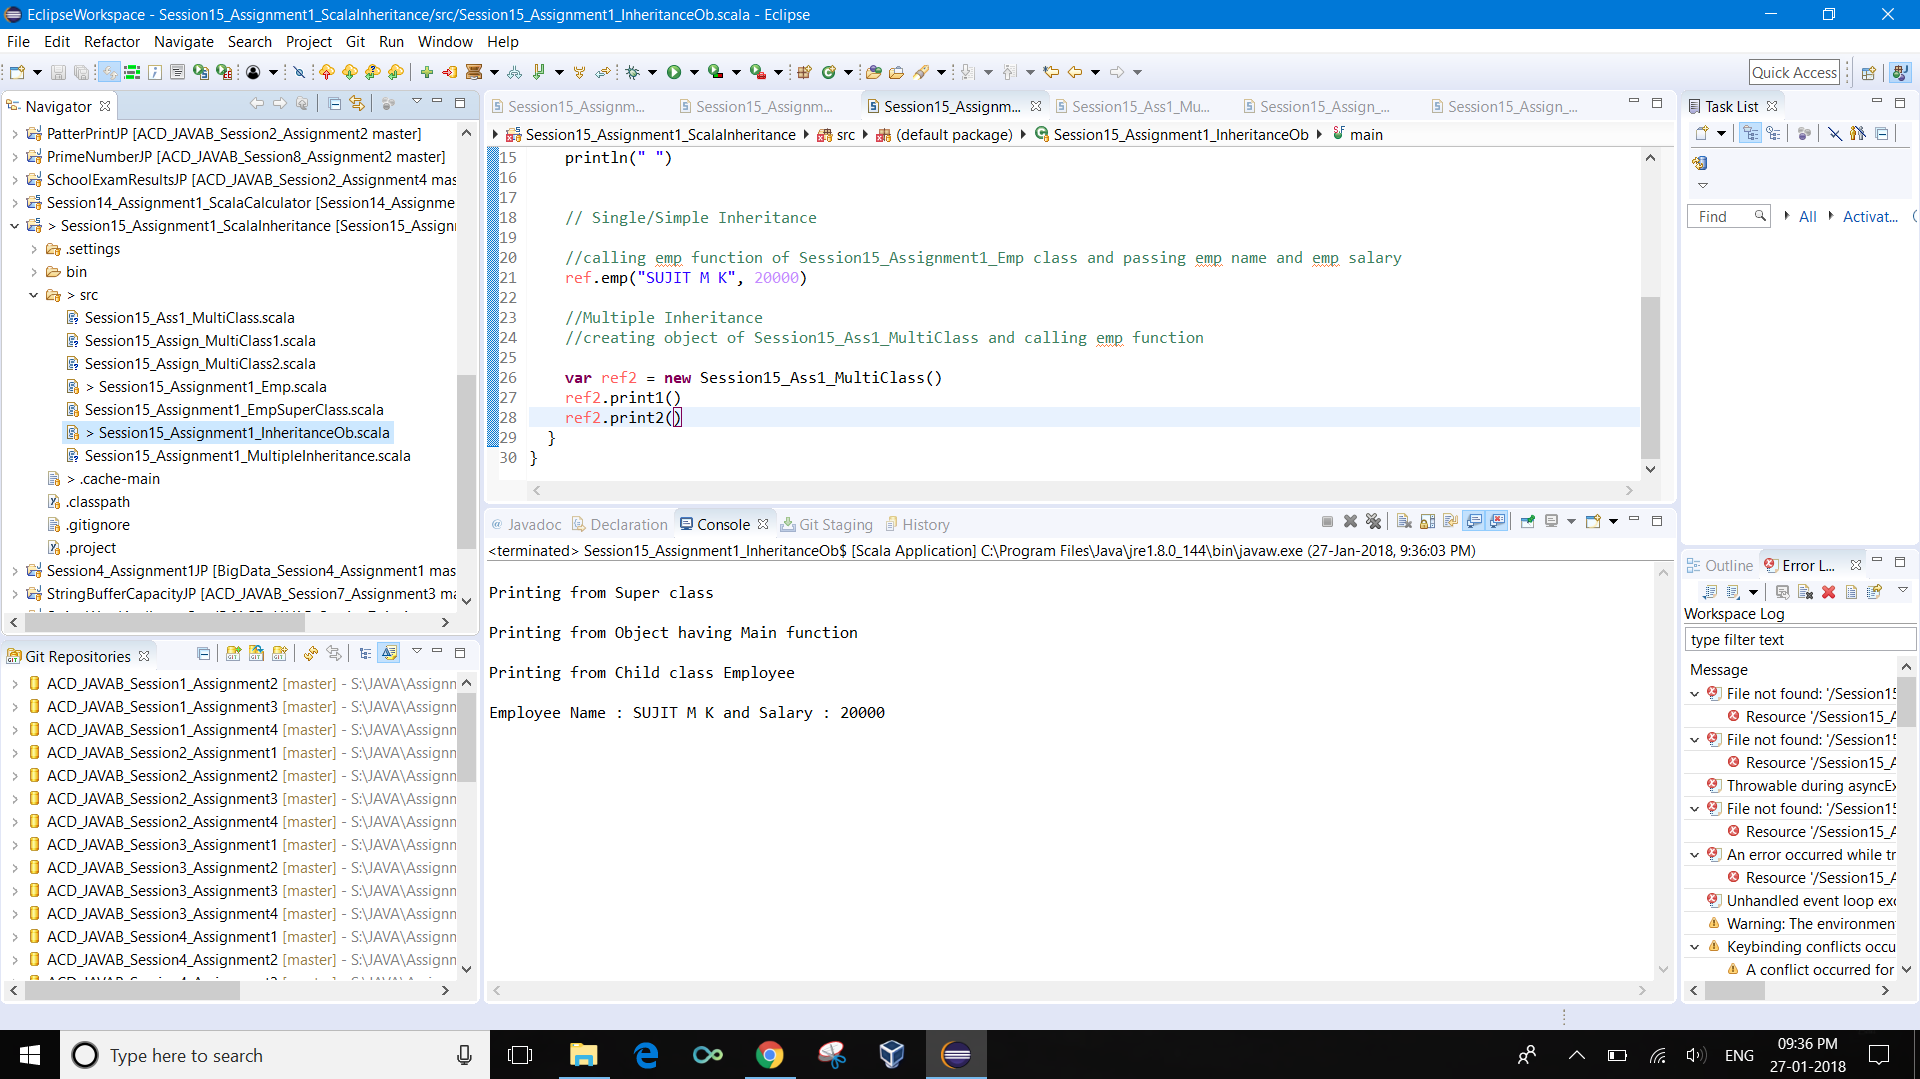 EclipseWorkspace - Session15_Assignment1_ScalaInheritance/src/Session15_Assignment1_InheritanceOb.scala - Eclipse
File Edit Refactor Navigate Search Project Git Run Window Help
Quick Access
Navigator
PatterPrintJP [ACD_JAVAB_Session2_Assignment2 master]
PrimeNumberJP [ACD_JAVAB_Session8_Assignment2 master]
SchoolExamResultsJP [ACD_JAVAB_Session2_Assignment4 mas
Session14_Assignment1_ScalaCalculator [Session14_Assignme
> Session15_Assignment1_ScalaInheritance [Session15_Assignr
.settings
bin
> src
Session15_Ass1_MultiClass.scala
Session15_Assign_MultiClass1.scala
Session15_Assign_MultiClass2.scala
> Session15_Assignment1_Emp.scala
Session15_Assignment1_EmpSuperClass.scala
> Session15_Assignment1_InheritanceOb.scala
Session15_Assignment1_MultipleInheritance.scala
> .cache-main
.classpath
.gitignore
.project
Session4_Assignment1JP [BigData_Session4_Assignment1 mas
StringBufferCapacityJP [ACD_JAVAB_Session7_Assignment3 ma
Git Repositories
ACD_JAVAB_Session1_Assignment2 [master] - S:\JAVA\Assignn
ACD_JAVAB_Session1_Assignment3 [master] - S:\JAVA\Assignn
ACD_JAVAB_Session1_Assignment4 [master] - S:\JAVA\Assignn
ACD_JAVAB_Session2_Assignment1 [master] - S:\JAVA\Assignn
ACD_JAVAB_Session2_Assignment2 [master] - S:\JAVA\Assignn
ACD_JAVAB_Session2_Assignment3 [master] - S:\JAVA\Assignn
ACD_JAVAB_Session2_Assignment4 [master] - S:\JAVA\Assignn
ACD_JAVAB_Session3_Assignment1 [master] - S:\JAVA\Assignn
ACD_JAVAB_Session3_Assignment2 [master] - S:\JAVA\Assignn
ACD_JAVAB_Session3_Assignment3 [master] - S:\JAVA\Assignn
ACD_JAVAB_Session3_Assignment4 [master] - S:\JAVA\Assignn
ACD_JAVAB_Session4_Assignment1 [master] - S:\JAVA\Assignn
ACD_JAVAB_Session4_Assignment2 [master] - S:\JAVA\Assignn
Session15_Assignm... Session15_Assignm... Session15_Assignm... Session15_Ass1_Mu... Session15_Assign_... Session15_Assign_...
Session15_Assignment1_ScalaInheritance src (default package) Session15_Assignment1_InheritanceOb main
15 println(" ")
16
17
18 // Single/Simple Inheritance
19
20 //calling emp function of Session15_Assignment1_Emp class and passing emp name and emp salary
21 ref.emp("SUJIT M K", 20000)
22
23 //Multiple Inheritance
24 //creating object of Session15_Ass1_MultiClass and calling emp function
25
26 var ref2 = new Session15_Ass1_MultiClass()
27 ref2.print1()
28 ref2.print2()
29 }
30 }
@ Javadoc Declaration Console Git Staging History
<terminated> Session15_Assignment1_InheritanceOb$ [Scala Application] C:\Program Files\Java\jre1.8.0_144\bin\javaw.exe (27-Jan-2018, 9:36:03 PM)
Printing from Super class
Printing from Object having Main function
Printing from Child class Employee
Employee Name : SUJIT M K and Salary : 20000
Task List
Find All Activat...
Outline Error L...
Workspace Log
type filter text
Message
File not found: '/Session15
Resource '/Session15_A
File not found: '/Session15
Resource '/Session15_A
Throwable during asyncEx
File not found: '/Session15
Resource '/Session15_A
An error occurred while tr
Resource '/Session15_A
Unhandled event loop exc
Warning: The environmen
Keybinding conflicts occu
A conflict occurred for
Type here to search
ENG
09:36 PM
27-01-2018